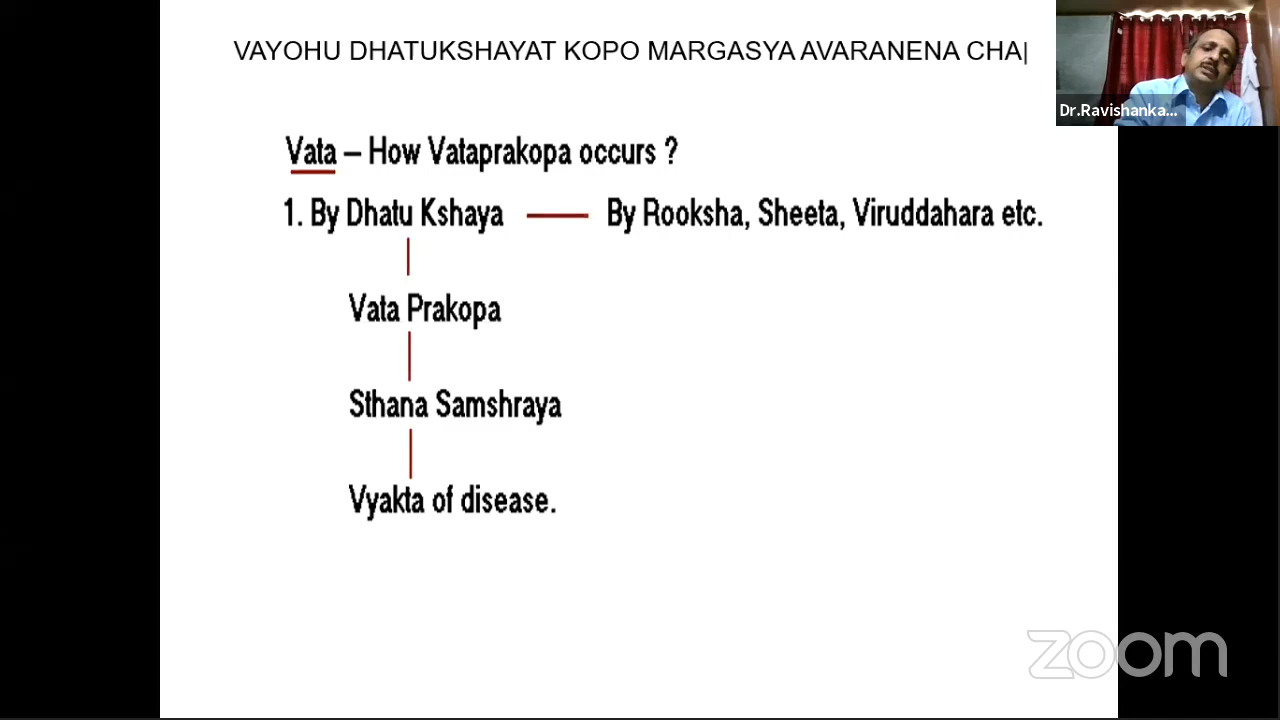 VAYOHU DHATUKSHAYAT KOPO MARGASYA AVARANENA CHA|
Dr.Ravishanka...
Vata – How Vataprakopa occurs ?
1. By Dhatu Kshaya — By Rooksha, Sheeta, Viruddahara etc.
Vata Prakopa
Sthana Samshraya
Vyakta of disease.
zoom